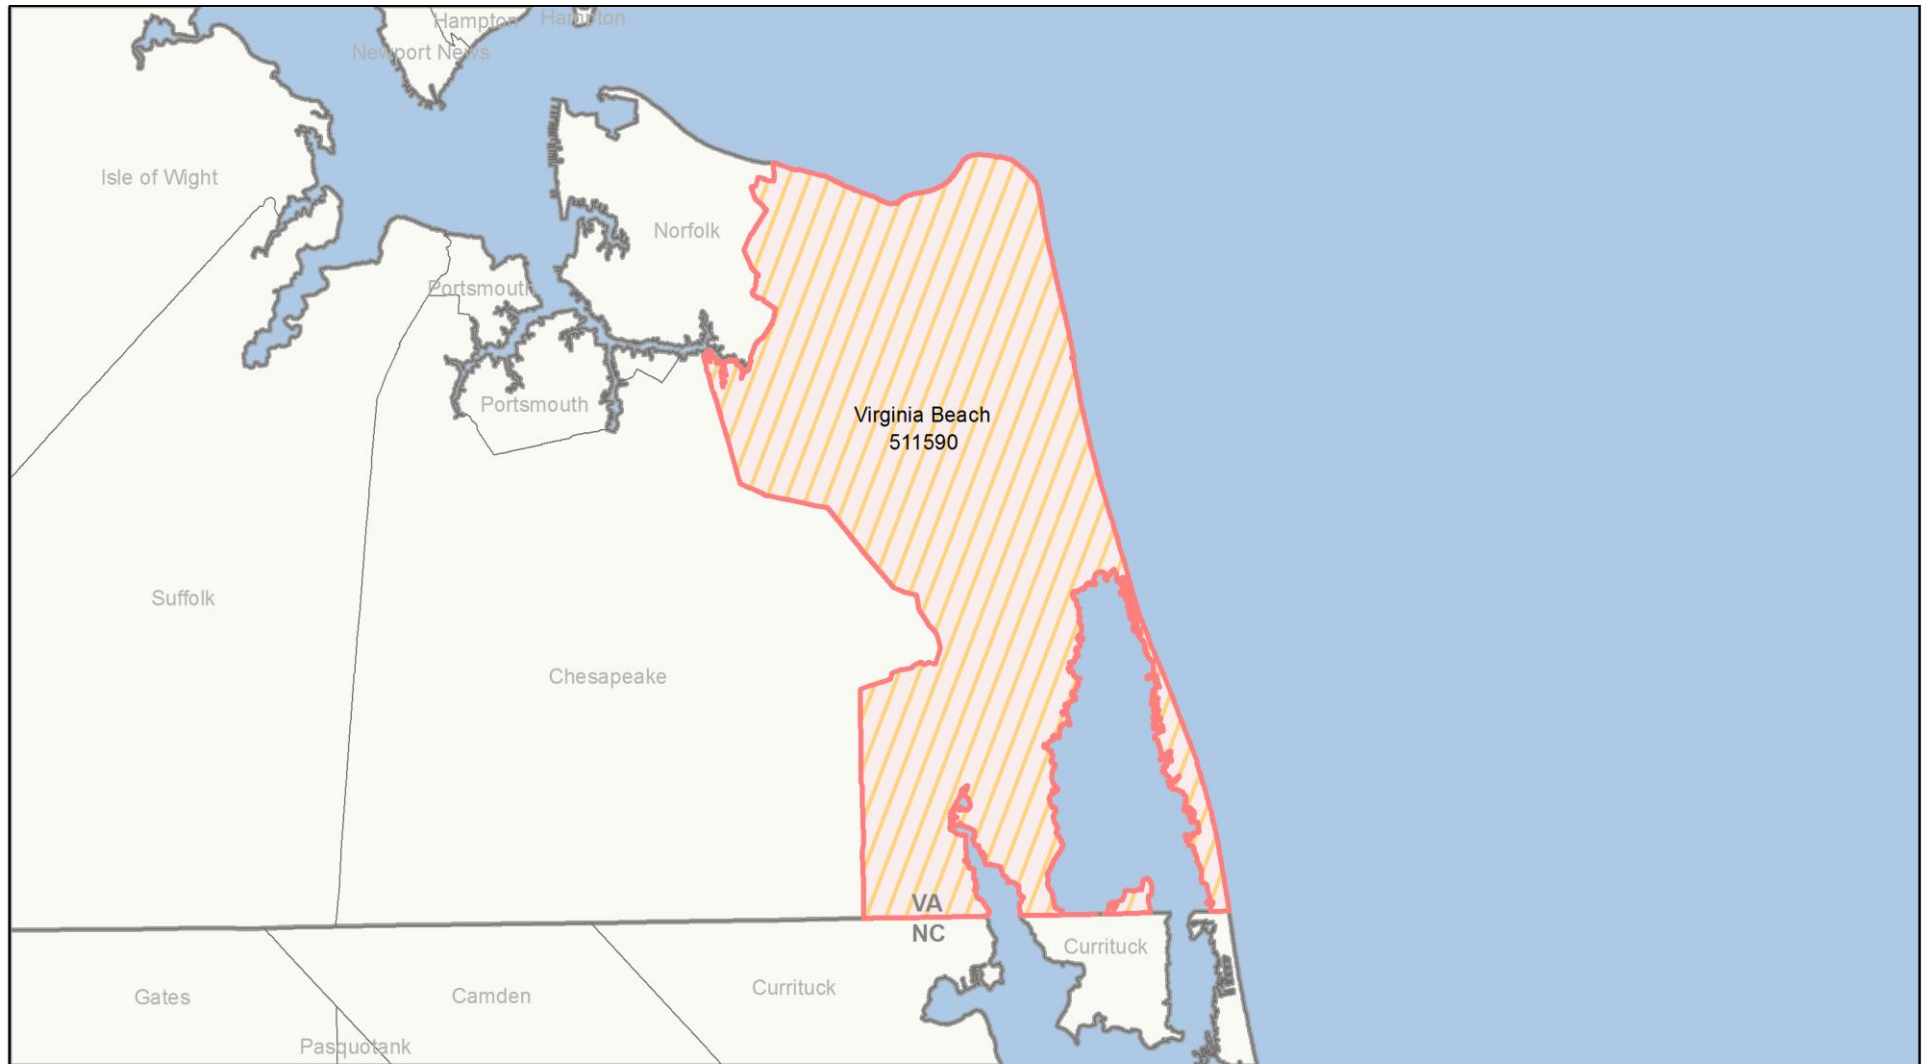 Hampton
Hampton
Newport News
Isle of Wight
Norfolk
Portsmouth
Portsmouth
Virginia Beach
511590
Suffolk
Chesapeake
VA
NC
Currituck
Gates
Camden
Currituck
Pasquotank